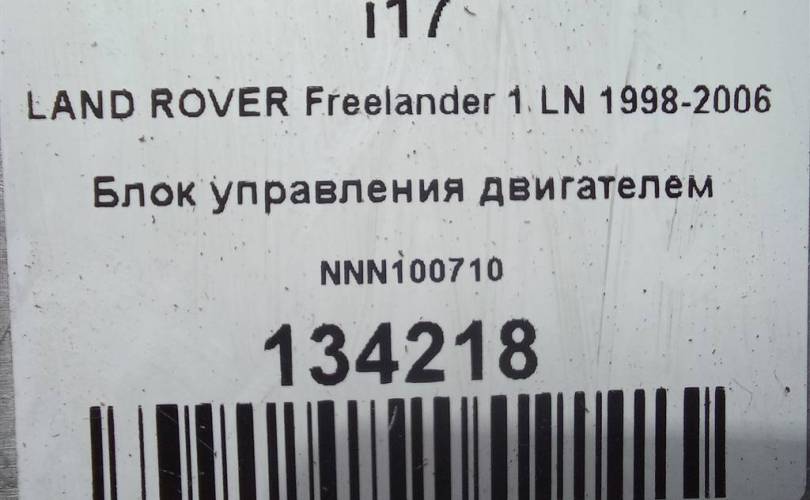 LAND ROVER Freelander 1 LN 1998-2006
Блок управления двигателем
NNN100710
134218